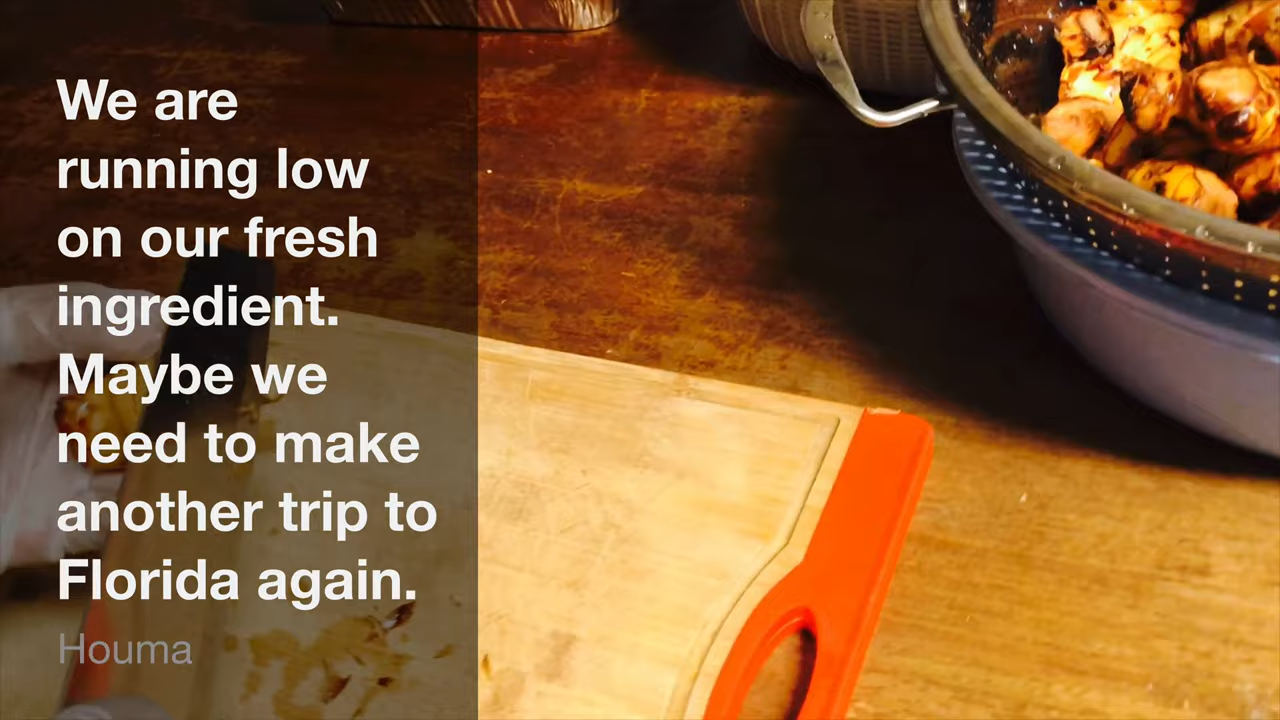 We are
running low
on our fresh
ingredient.
Maybe we
need to make
another trip to
Florida again.
Houma